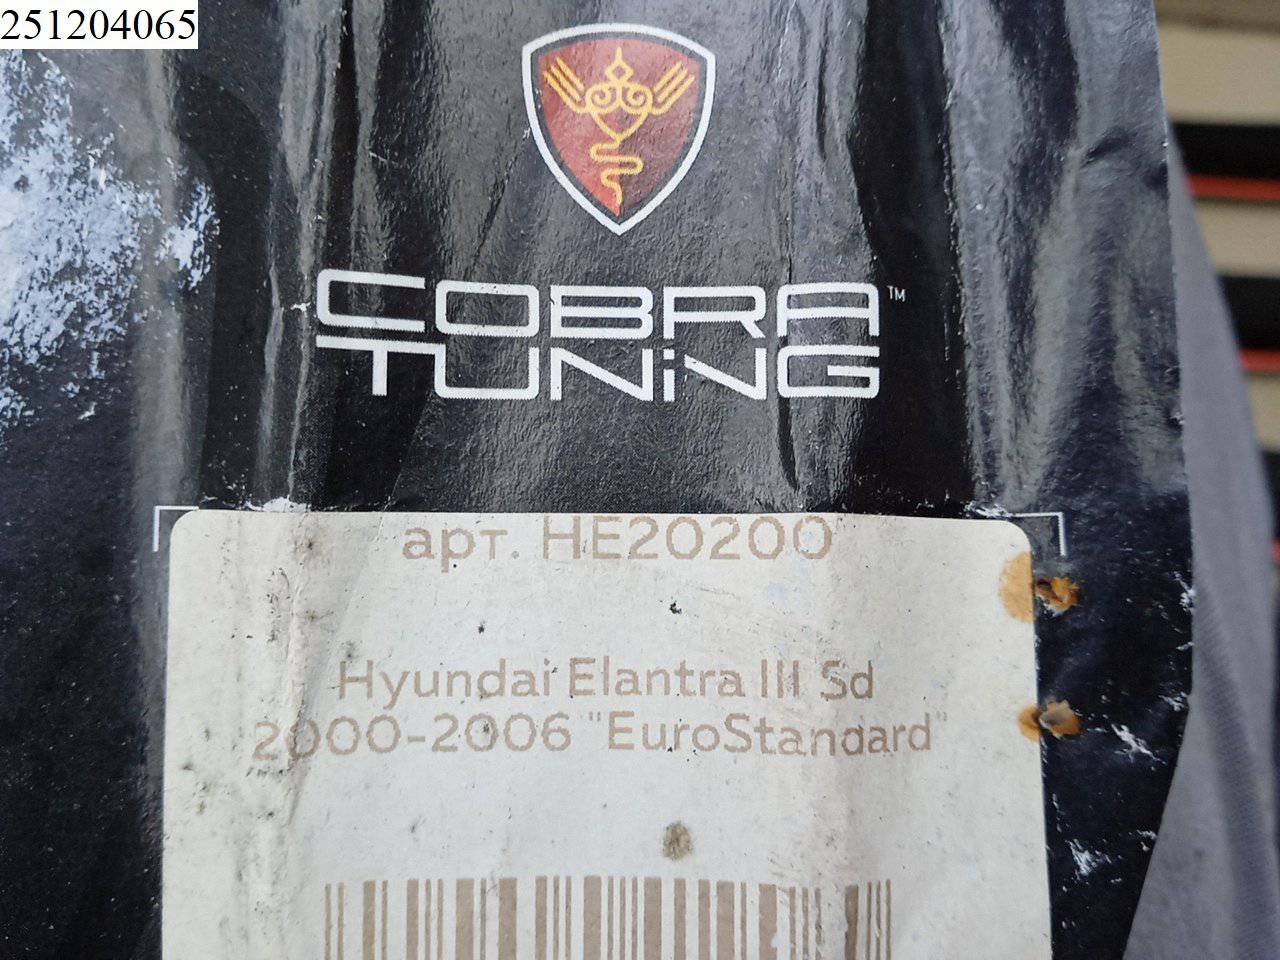 251204065
COBRA™
TUNiNG
арт. HE20200
Hyundai Elantra III Sd
2000-2006 "EuroStandard"